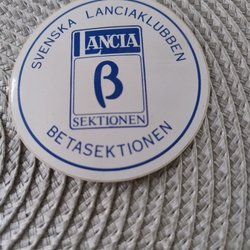 SVENSKA LANCIAKLUBBEN
LANCIA
β
SEKTIONEN
BETASEKTIONEN